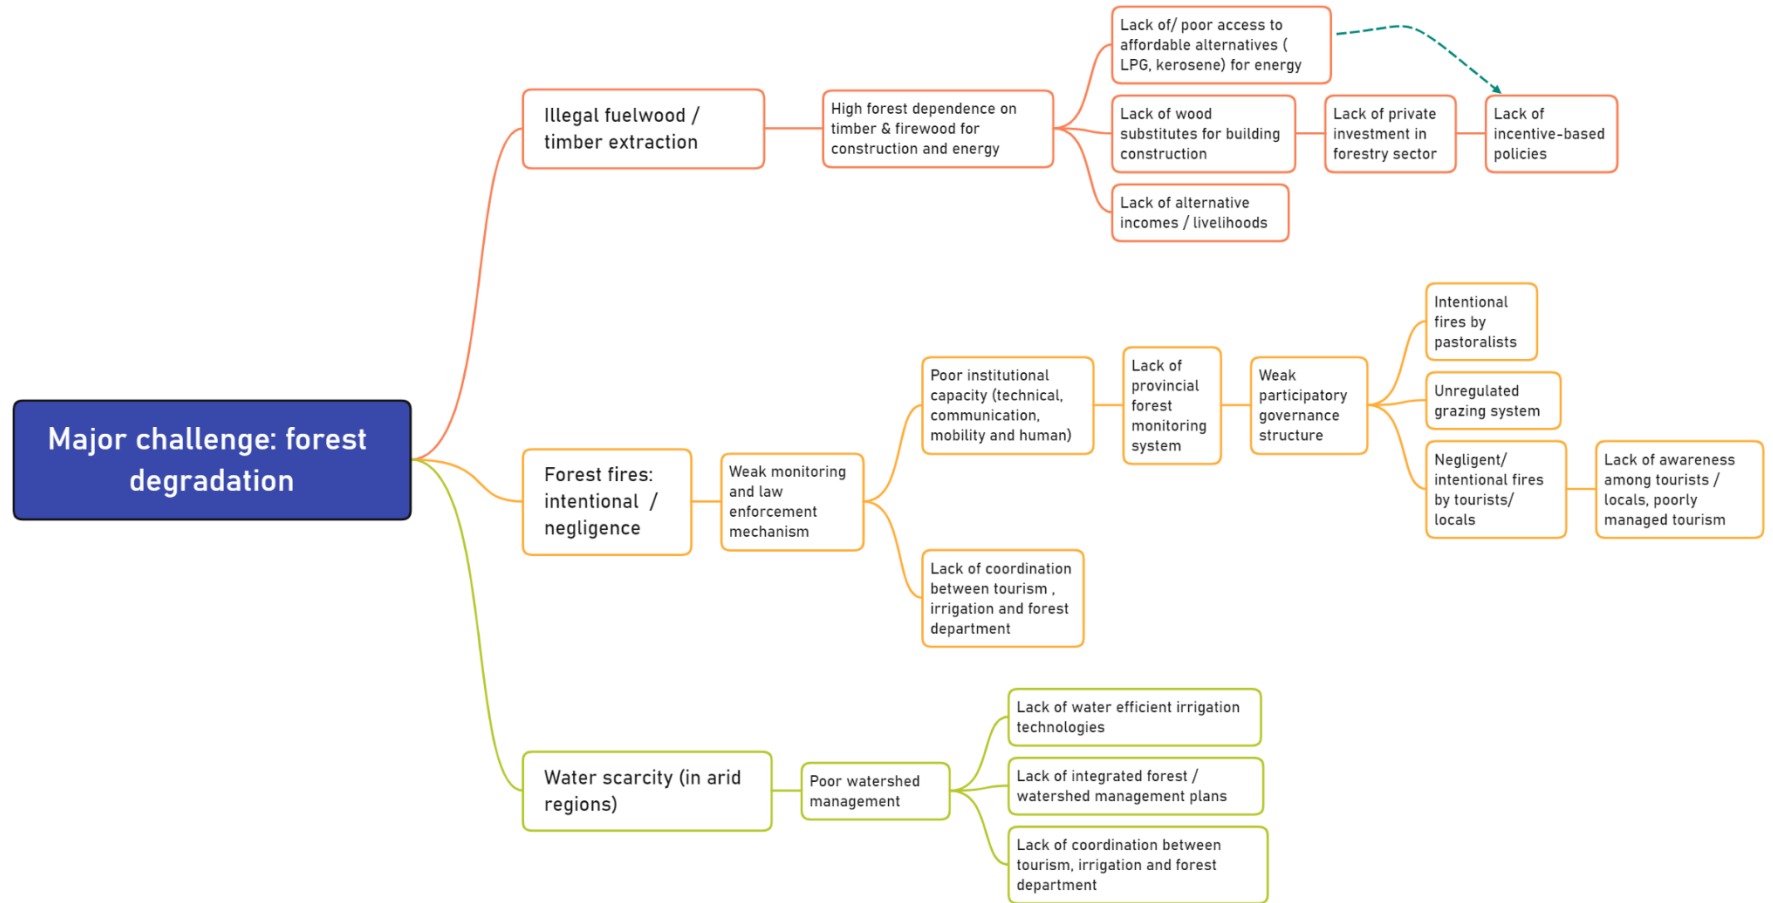 Major challenge: forest
degradation
Illegal fuelwood /
timber extraction
High forest dependence on
timber & firewood for
construction and energy
Lack of/ poor access to
affordable alternatives (
LPG, kerosene) for energy
Lack of wood
substitutes for building
construction
Lack of private
investment in
forestry sector
Lack of
incentive-based
policies
Lack of alternative
incomes / livelihoods
Forest fires:
intentional /
negligence
Weak monitoring
and law
enforcement
mechanism
Poor institutional
capacity (technical,
communication,
mobility and human)
Lack of
provincial
forest
monitoring
system
Weak
participatory
governance
structure
Intentional
fires by
pastoralists
Unregulated
grazing system
Negligent/
intentional fires
by tourists/
locals
Lack of awareness
among tourists /
locals, poorly
managed tourism
Lack of coordination
between tourism ,
irrigation and forest
department
Water scarcity (in arid
regions)
Poor watershed
management
Lack of water efficient irrigation
technologies
Lack of integrated forest /
watershed management plans
Lack of coordination between
tourism, irrigation and forest
department